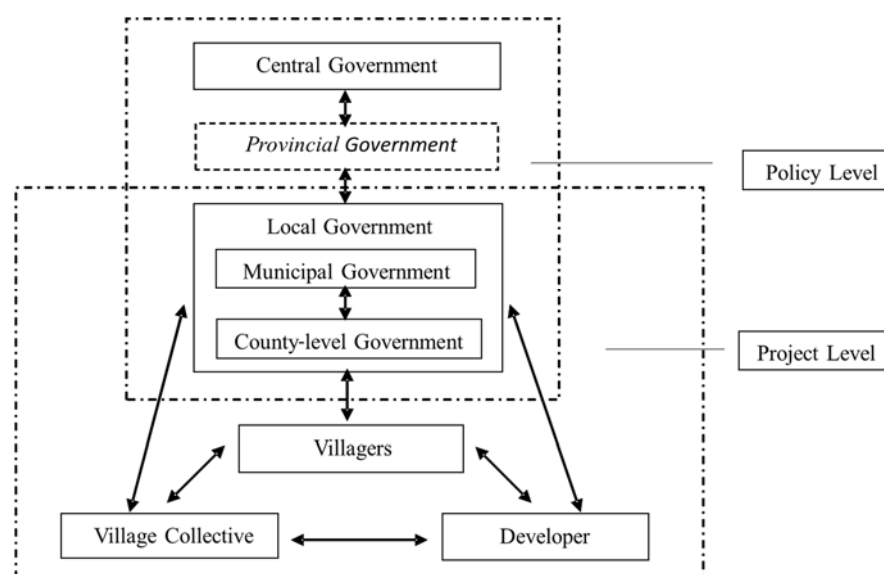 Central Government
Provincial Government
Policy Level
Local Government
Municipal Government
County-level Government
Project Level
Villagers
Village Collective
Developer